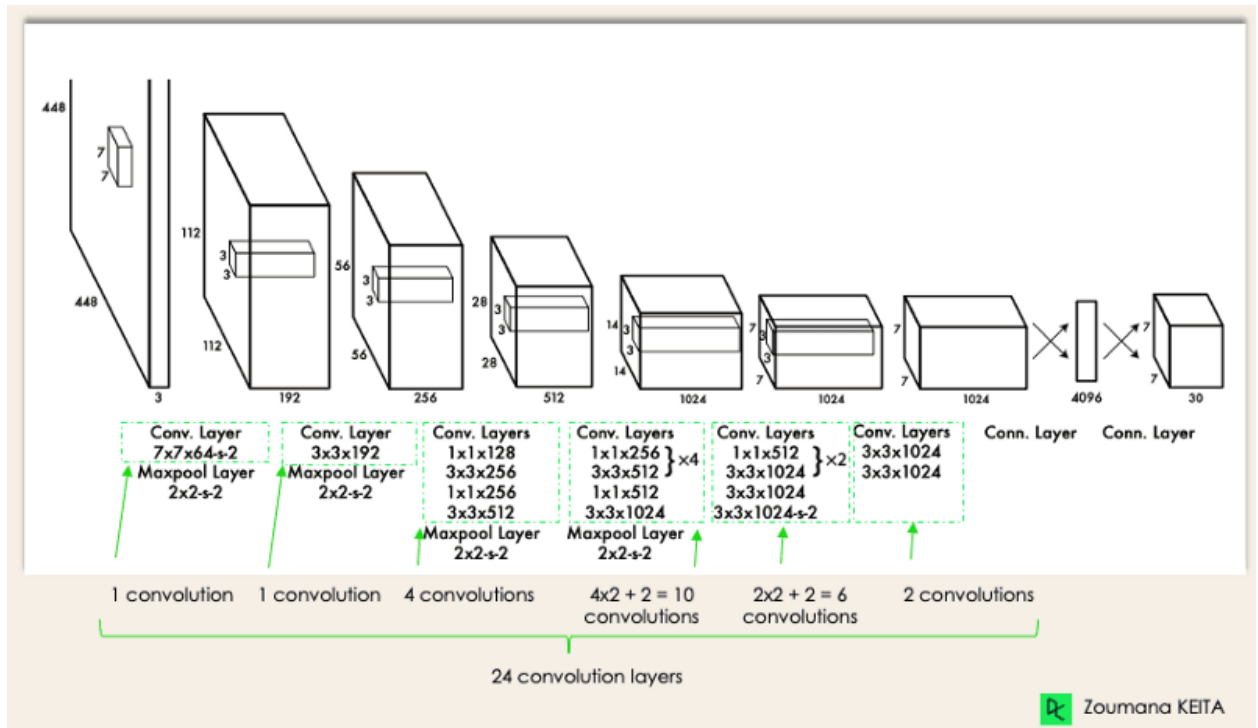 448
7
7
448
3
112
3
3
112
192
56
3
3
56
256
28
3
3
28
512
14
3
3
14
1024
7
3
3
7
1024
7
7
1024
4096
7
7
30
Conv. Layer
7x7x64-s-2
Maxpool Layer
2x2-s-2
Conv. Layer
3x3x192
Maxpool Layer
2x2-s-2
Conv. Layers
1x1x128
3x3x256
1x1x256
3x3x512
Maxpool Layer
2x2-s-2
Conv. Layers
1x1x256
3x3x512
}×4
1x1x512
3x3x1024
Maxpool Layer
2x2-s-2
Conv. Layers
1x1x512
3x3x1024
}×2
3x3x1024
3x3x1024-s-2
Conv. Layers
3x3x1024
3x3x1024
Conn. Layer
Conn. Layer
1 convolution
1 convolution
4 convolutions
4x2 + 2 = 10
convolutions
2x2 + 2 = 6
convolutions
2 convolutions
24 convolution layers
DC
Zoumana KEITA